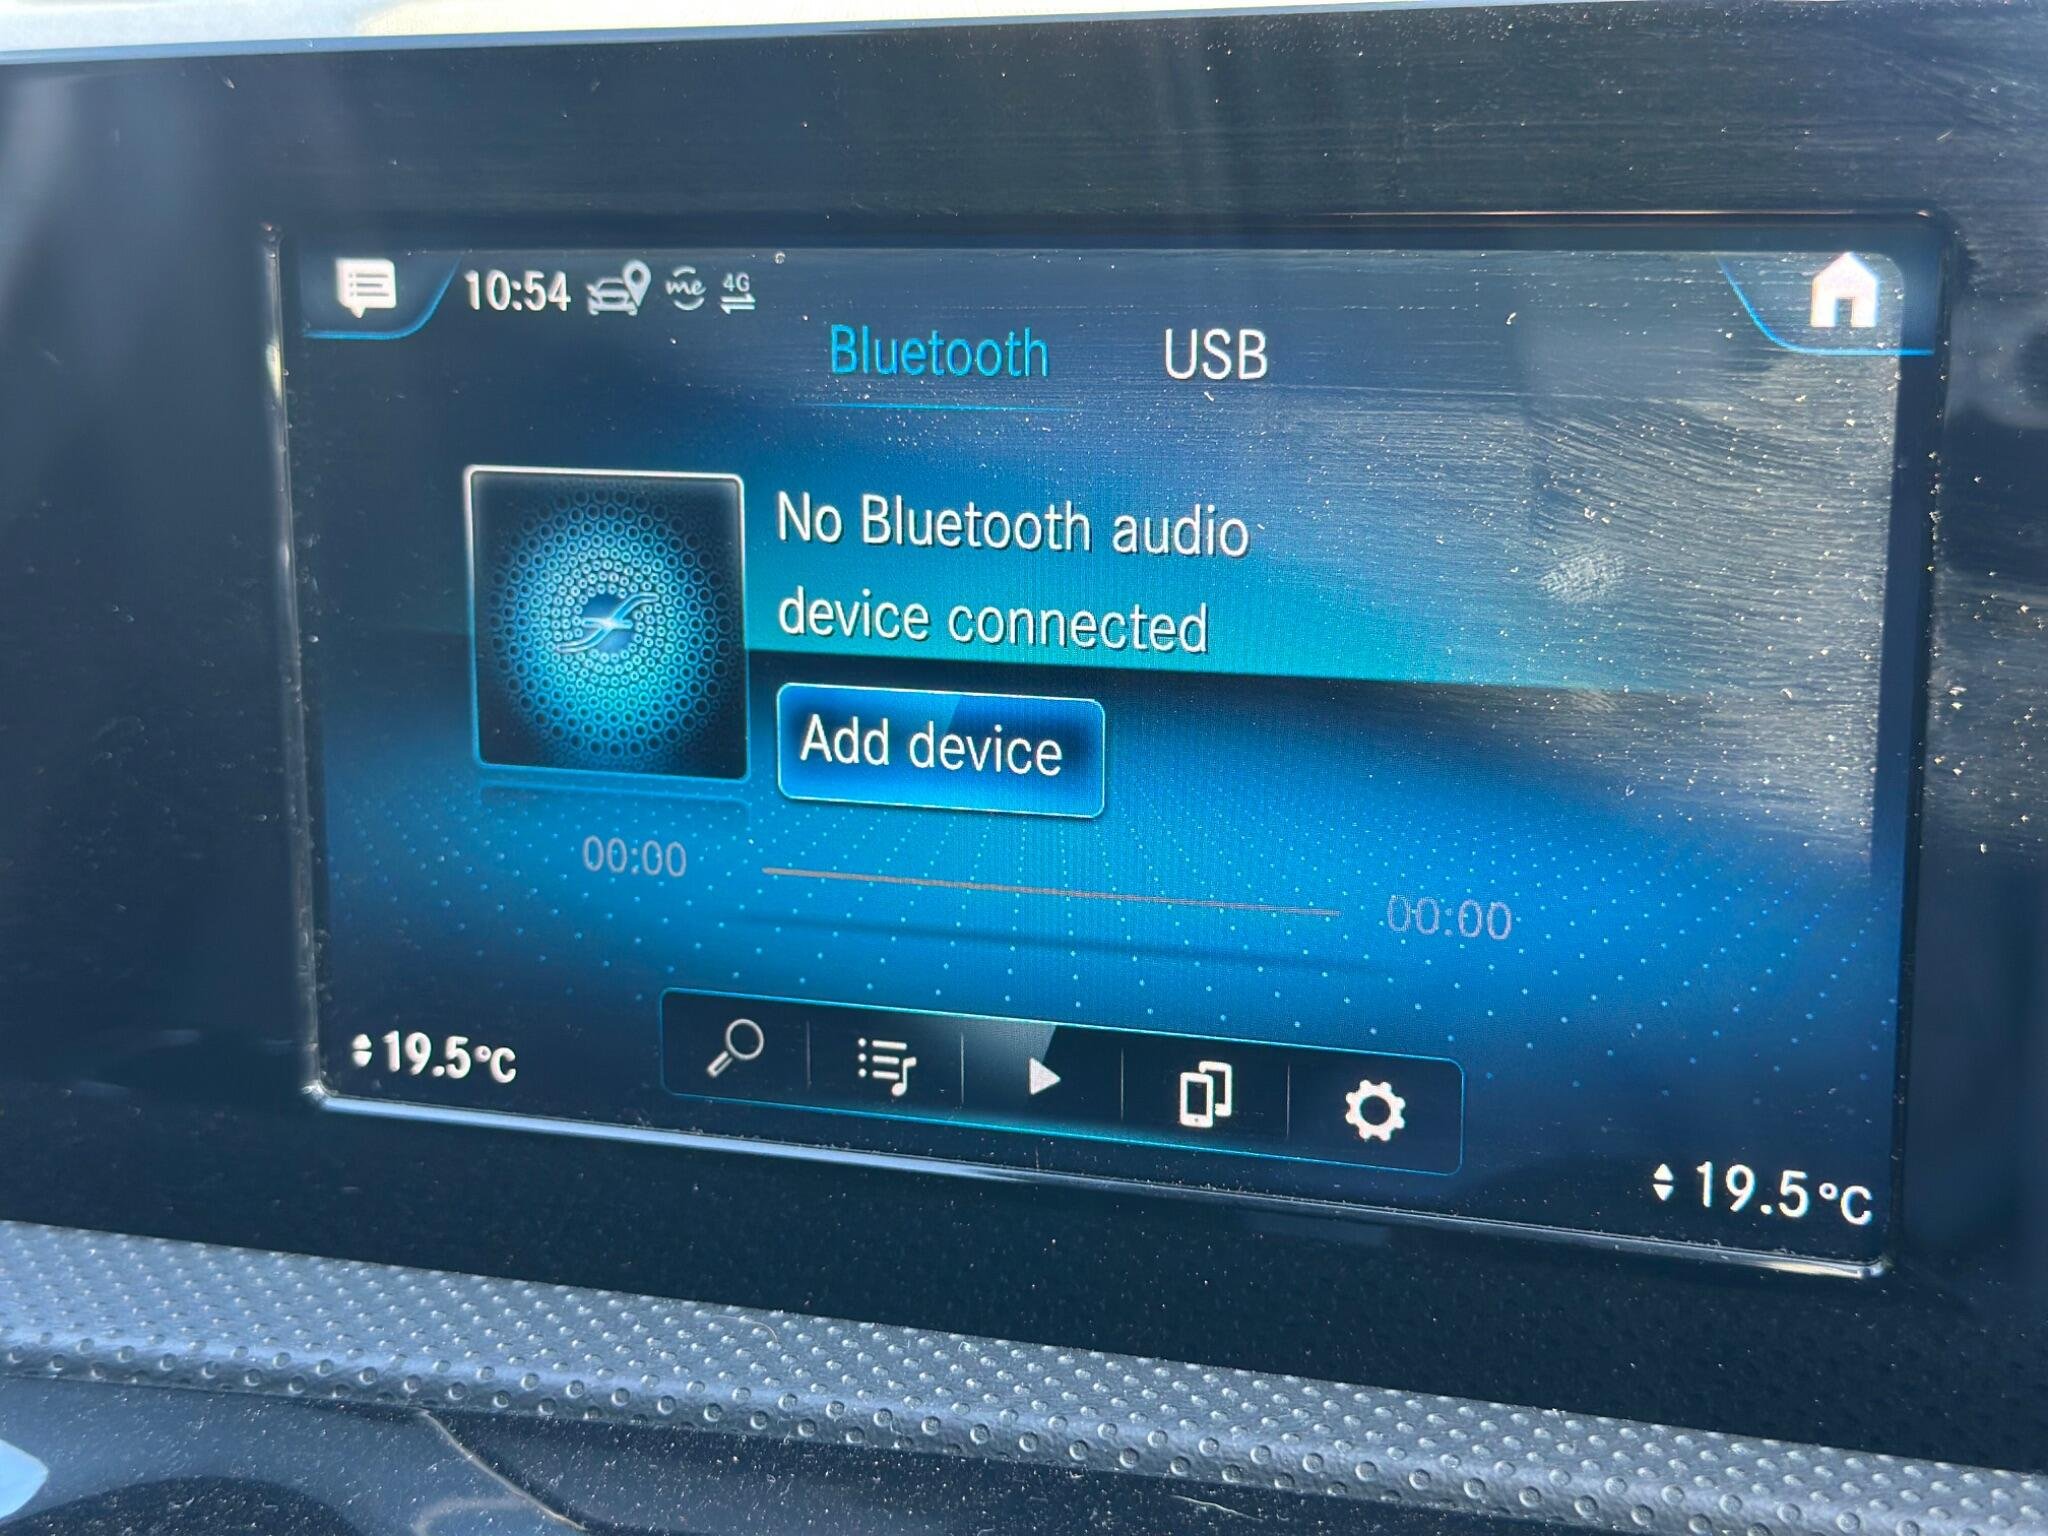 10:54 me 4G
Bluetooth USB
No Bluetooth audio
device connected
Add device
00:00
00:00
19.5°C
19.5°C